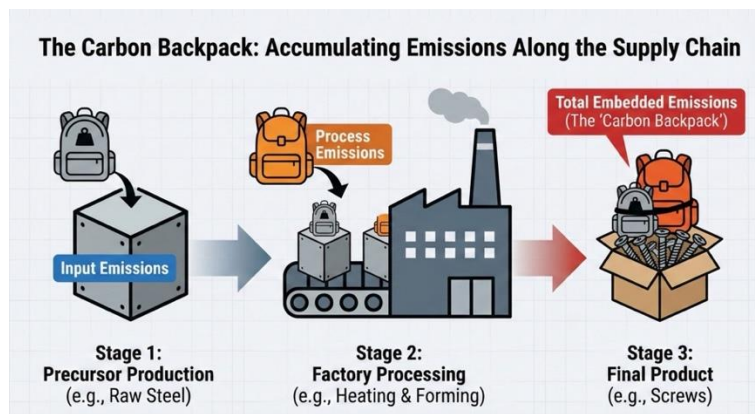 The Carbon Backpack: Accumulating Emissions Along the Supply Chain
Input Emissions
Process
Emissions
Total Embedded Emissions
(The 'Carbon Backpack')
Stage 1:
Precursor Production
(e.g., Raw Steel)
Stage 2:
Factory Processing
(e.g., Heating & Forming)
Stage 3:
Final Product
(e.g., Screws)